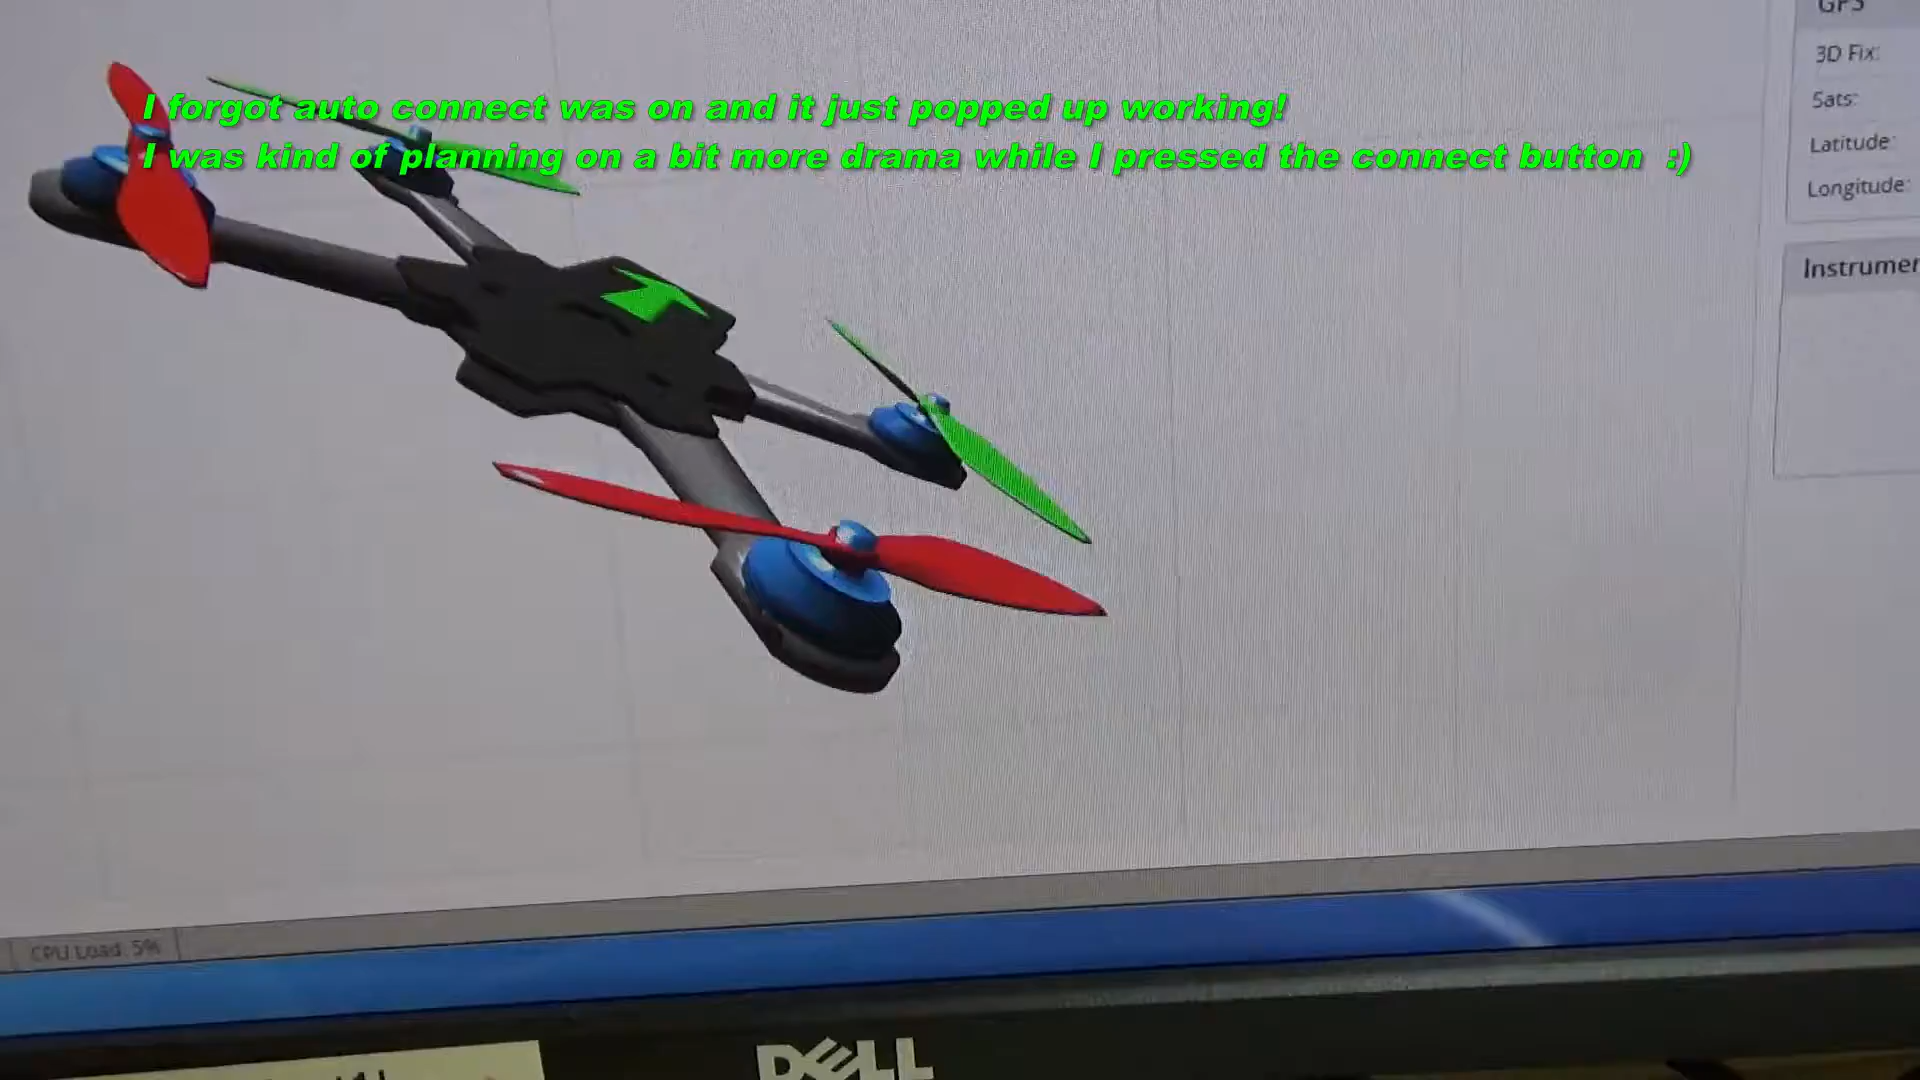 GPS
3D Fix:
I forgot auto connect was on and it just popped up working!
Sats:
Latitude:
I was kind of planning on a bit more drama while I pressed the connect button :)
Longitude:
CPU Load: 5%
DELL